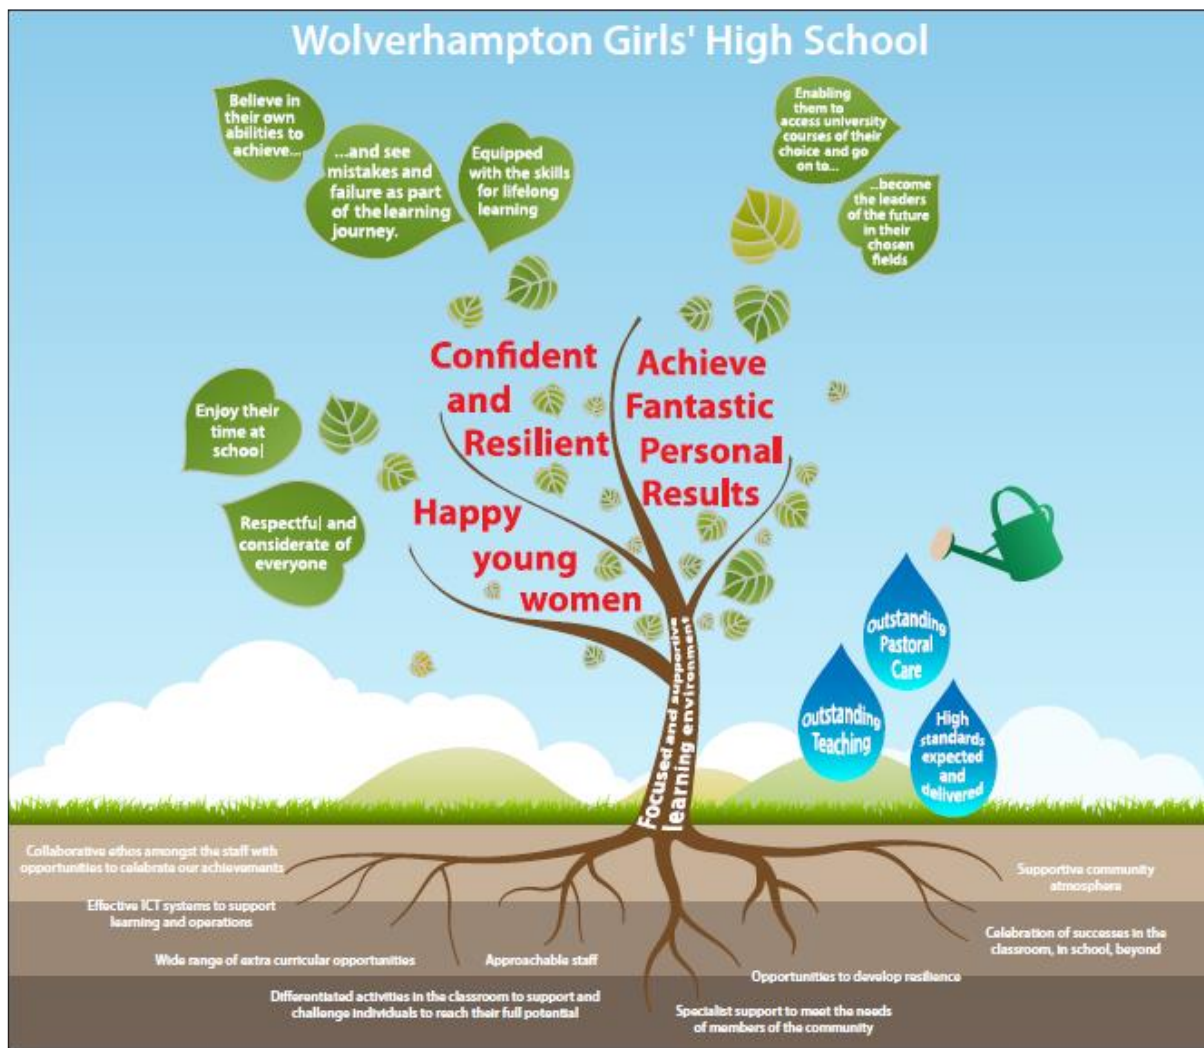 Wolverhampton Girls' High School
Believe in
their own
abilities to
achieve...
...and see
mistakes and
failure as part
of the learning
journey.
Equipped
with the skills
for lifelong
learning
Enabling
them to
access university
courses of their
choice and go
on to...
...become
the leaders
of the future
in their
chosen
fields
Confident
and
Resilient
Achieve
Fantastic
Personal
Results
Enjoy their
time at
school
Respectful and
considerate of
everyone
Happy
young
women
Outstanding
Pastoral
Care
Outstanding
Teaching
High
standards
expected
and
delivered
Focused and supportive
learning environment
Collaborative ethos amongst the staff with
opportunities to celebrate our achievements
Effective ICT systems to support
learning and operations
Wide range of extra curricular opportunities
Approachable staff
Differentiated activities in the classroom to support and
challenge individuals to reach their full potential
Supportive community
atmosphere
Celebration of successes in the
classroom, in school, beyond
Opportunities to develop resilience
Specialist support to meet the needs
of members of the community